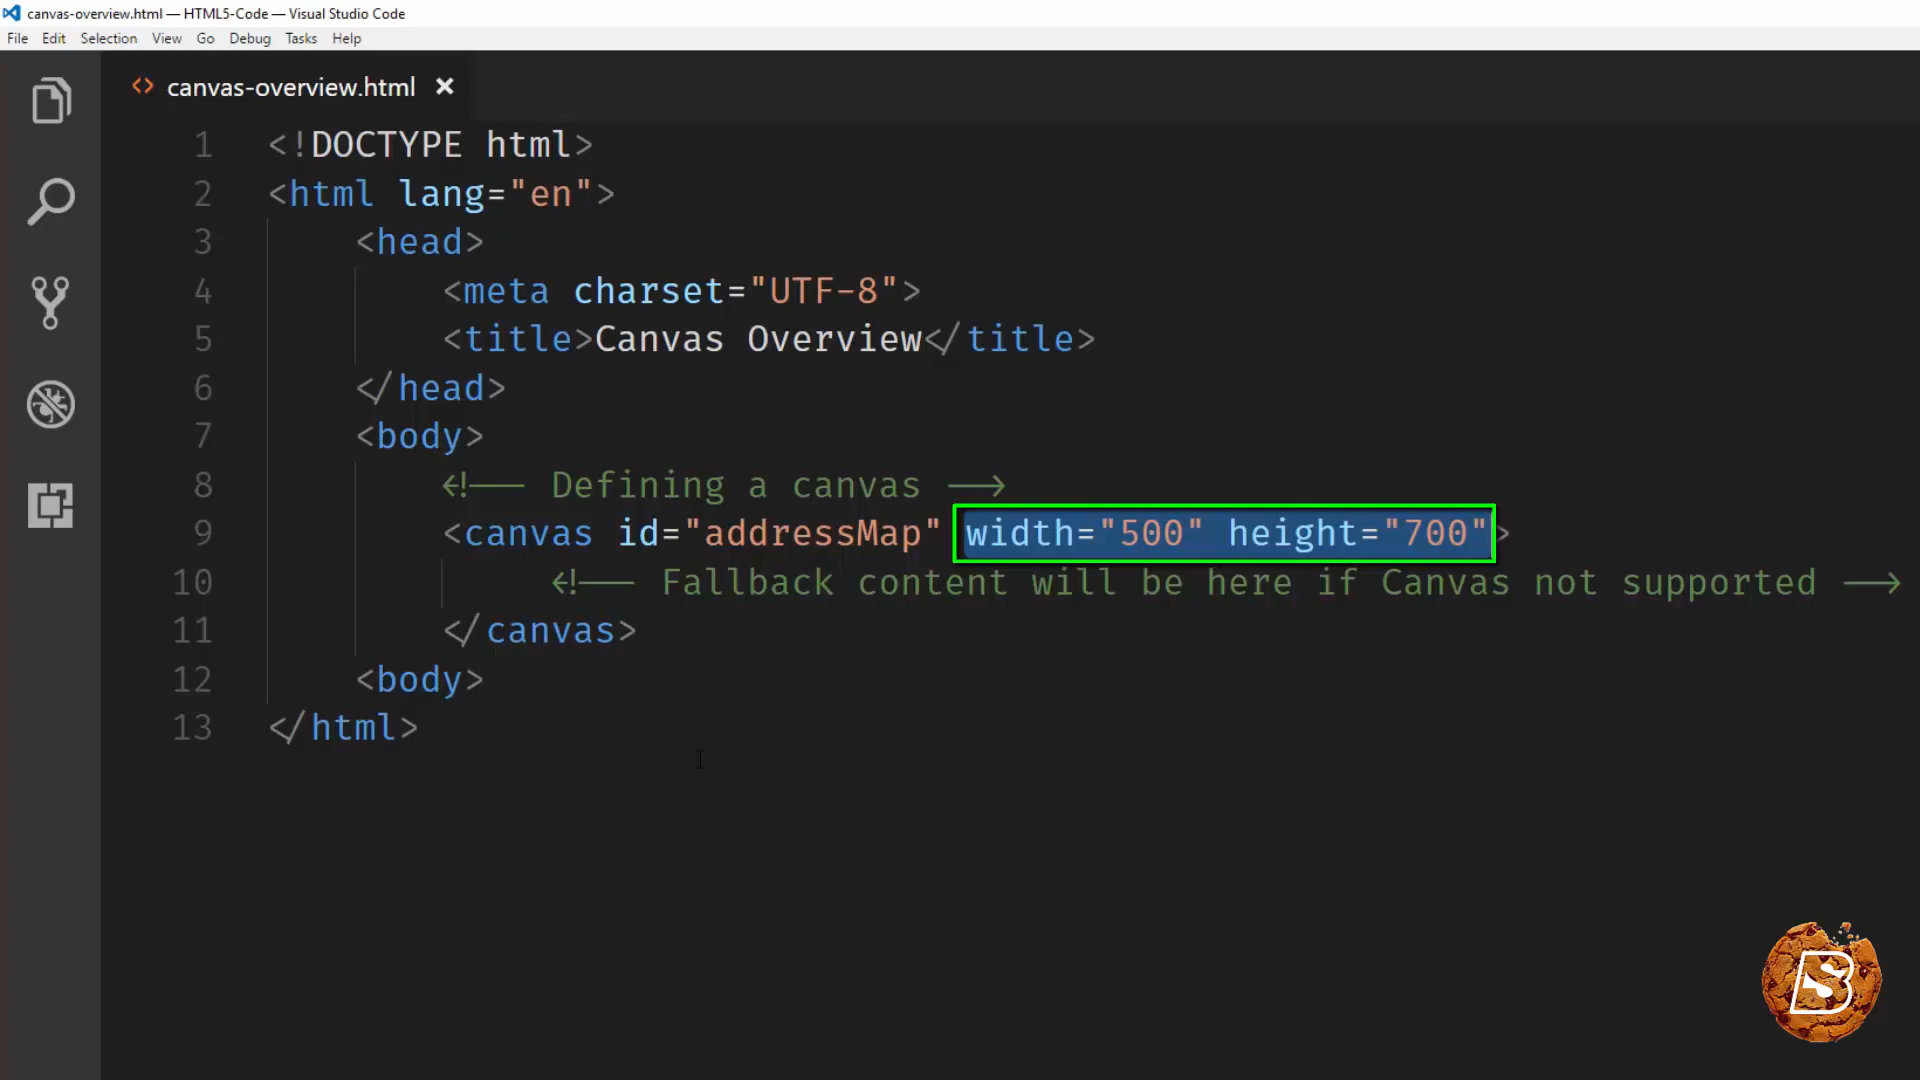 canvas-overview.html — HTML5-Code — Visual Studio Code
File Edit Selection View Go Debug Tasks Help
canvas-overview.html
1 <!DOCTYPE html>
2 <html lang="en">
3 <head>
4 <meta charset="UTF-8">
5 <title>Canvas Overview</title>
6 </head>
7 <body>
8 <!-- Defining a canvas -->
9 <canvas id="addressMap" width="500" height="700">
10 <!-- Fallback content will be here if Canvas not supported -->
11 </canvas>
12 <body>
13 </html>
B